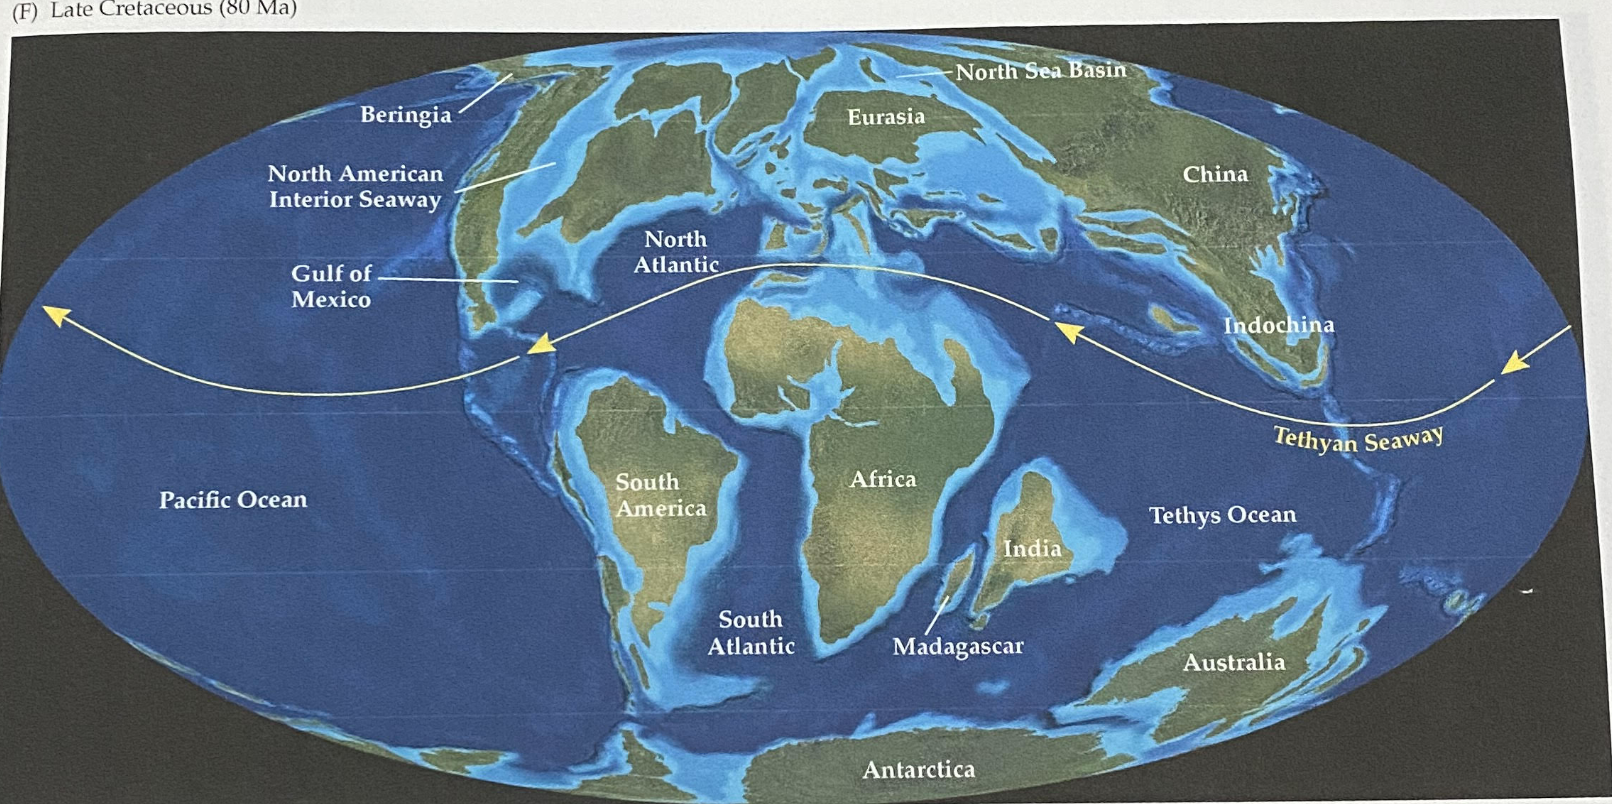 (F) Late Cretaceous (80 Ma)
North Sea Basin
Beringia
Eurasia
North American
Interior Seaway
China
North
Atlantic
Gulf of
Mexico
Indochina
Tethyan Seaway
South
America
Africa
Pacific Ocean
Tethys Ocean
India
South
Atlantic
Madagascar
Australia
Antarctica